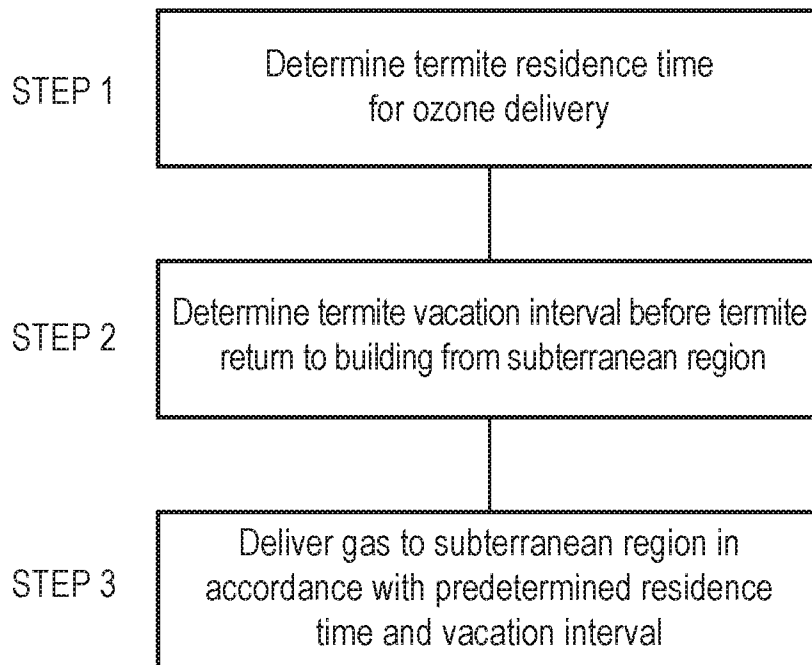 STEP 1
Determine termite residence time
for ozone delivery
STEP 2
Determine termite vacation interval before termite
return to building from subterranean region
STEP 3
Deliver gas to subterranean region in
accordance with predetermined residence
time and vacation interval